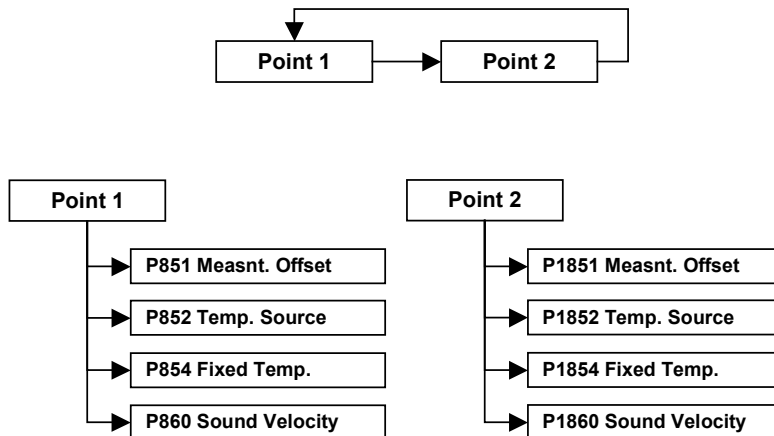 Point 1
Point 2
Point 1
P851 Measnt. Offset
P852 Temp. Source
P854 Fixed Temp.
P860 Sound Velocity
Point 2
P1851 Measnt. Offset
P1852 Temp. Source
P1854 Fixed Temp.
P1860 Sound Velocity